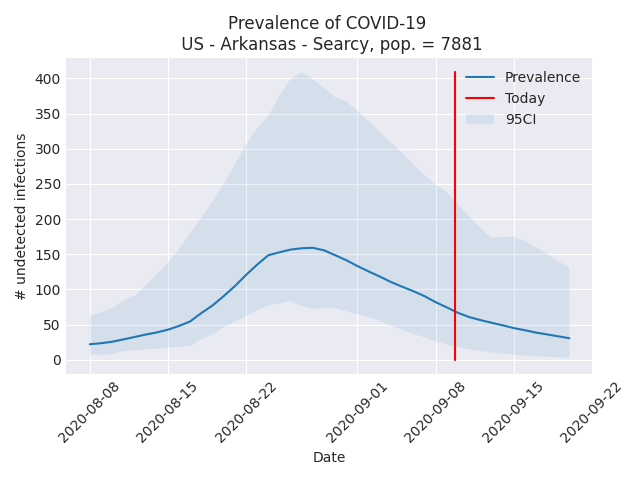 Prevalence of COVID-19
US - Arkansas - Searcy, pop. = 7881
Prevalence
Today
95CI
400
350
300
250
200
150
100
50
0
# undetected infections
2020-08-08
2020-08-15
2020-08-22
2020-09-01
2020-09-08
2020-09-15
2020-09-22
Date